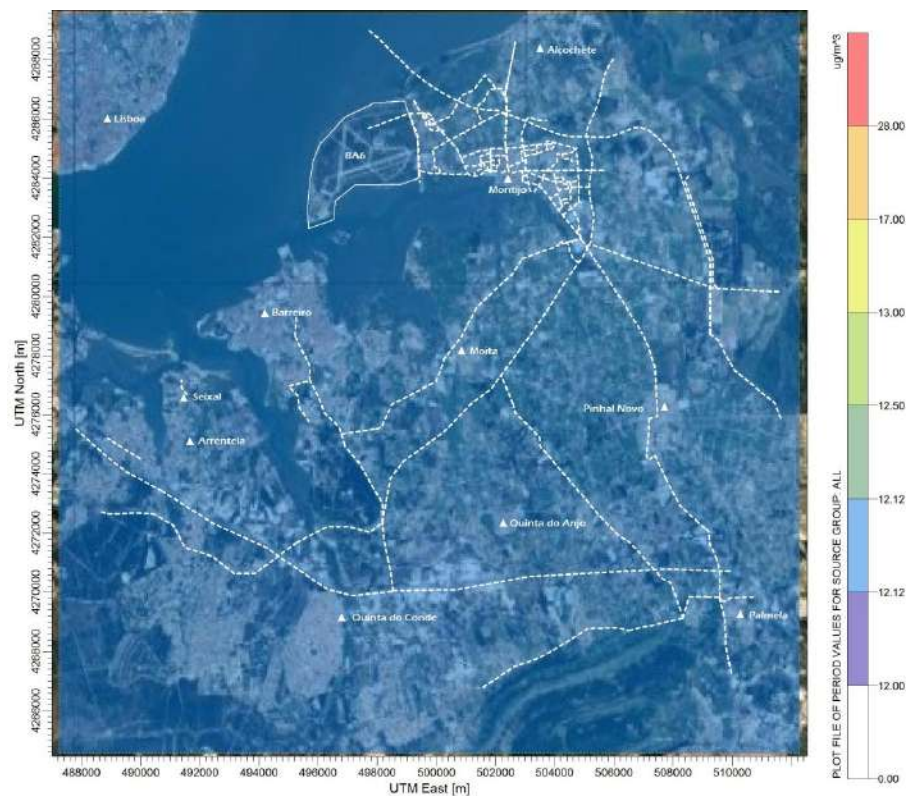 Alcochete
Lisboa
BA6
Montijo
Barreiro
Moita
Seixal
Pinhal Novo
Arrentela
Quinta do Anjo
Quinta do Conde
Palmela
UTM North [m]
4288000
4286000
4284000
4282000
4280000
4278000
4276000
4274000
4272000
4270000
4268000
4266000
488000 490000 492000 494000 496000 498000 500000 502000 504000 506000 508000 510000
UTM East [m]
PLOT FILE OF PERIOD VALUES FOR SOURCE GROUP: ALL
ug/m^3
28.00
17.00
13.00
12.50
12.12
12.12
12.00
0.00